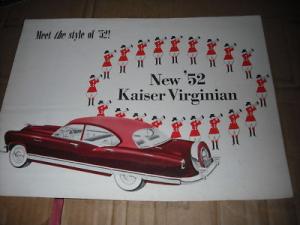 Meet the style of '52!
New '52
Kaiser Virginian